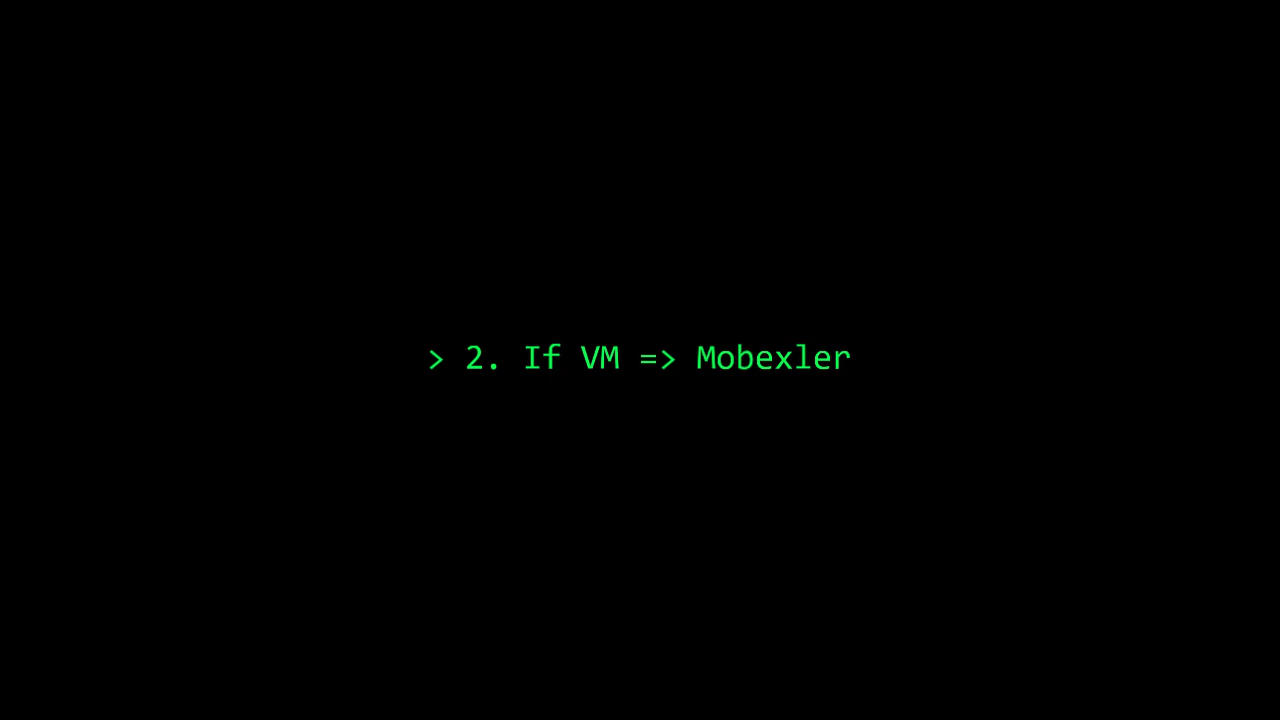 > 2. If VM => Mobexler